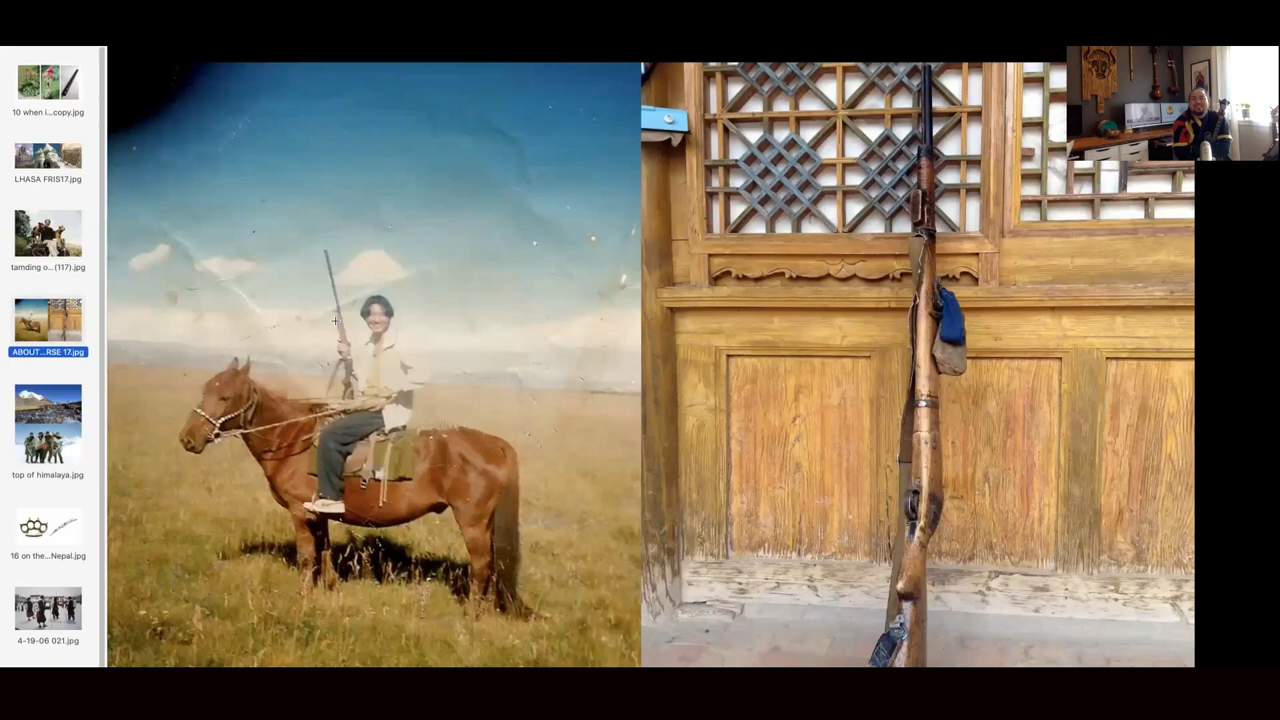 10 when i...copy.jpg
LHASA FRIS17.jpg
tamding o...(117).jpg
ABOUT...RSE 17.jpg
top of himalaya.jpg
16 on the...Nepal.jpg
4-19-06 021.jpg